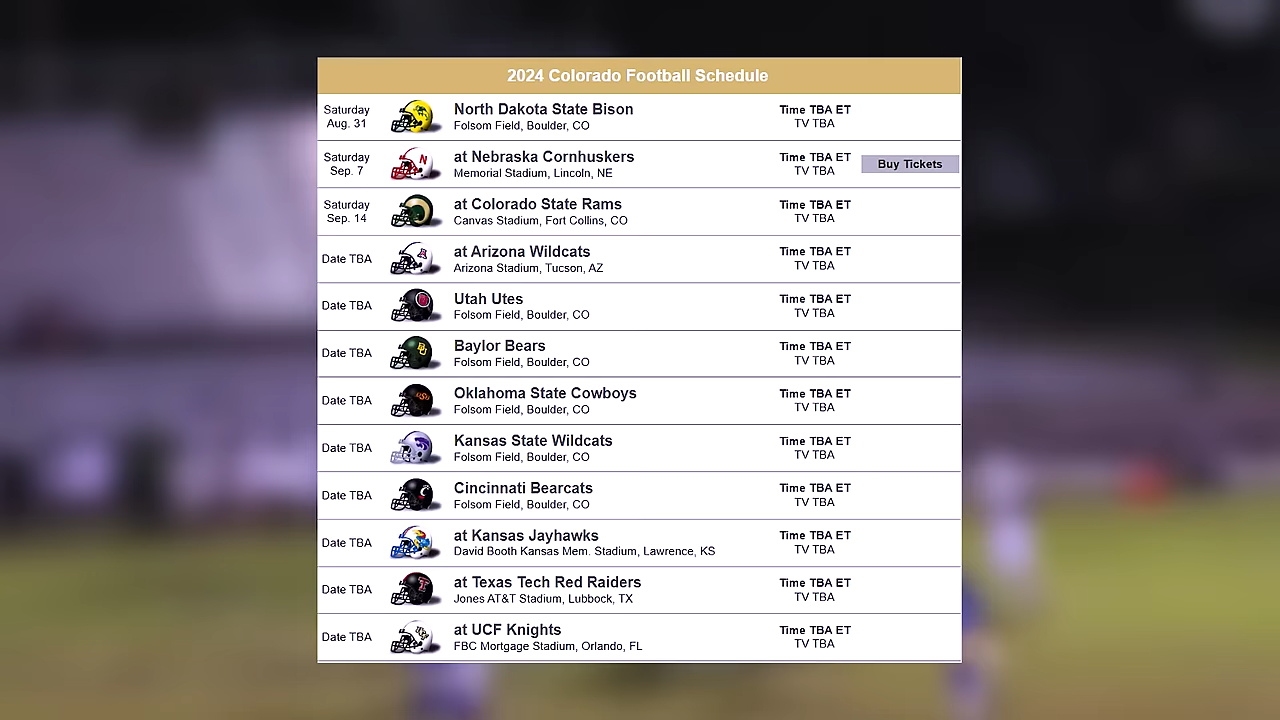 2024 Colorado Football Schedule
Saturday
Aug. 31
North Dakota State Bison
Folsom Field, Boulder, CO
Time TBA ET
TV TBA
Saturday
Sep. 7
N
at Nebraska Cornhuskers
Memorial Stadium, Lincoln, NE
Time TBA ET
TV TBA
Buy Tickets
Saturday
Sep. 14
at Colorado State Rams
Canvas Stadium, Fort Collins, CO
Time TBA ET
TV TBA
Date TBA
A
at Arizona Wildcats
Arizona Stadium, Tucson, AZ
Time TBA ET
TV TBA
Date TBA
Utah Utes
Folsom Field, Boulder, CO
Time TBA ET
TV TBA
Date TBA
BU
Baylor Bears
Folsom Field, Boulder, CO
Time TBA ET
TV TBA
Date TBA
OSU
Oklahoma State Cowboys
Folsom Field, Boulder, CO
Time TBA ET
TV TBA
Date TBA
Kansas State Wildcats
Folsom Field, Boulder, CO
Time TBA ET
TV TBA
Date TBA
C
Cincinnati Bearcats
Folsom Field, Boulder, CO
Time TBA ET
TV TBA
Date TBA
at Kansas Jayhawks
David Booth Kansas Mem. Stadium, Lawrence, KS
Time TBA ET
TV TBA
Date TBA
T
at Texas Tech Red Raiders
Jones AT&T Stadium, Lubbock, TX
Time TBA ET
TV TBA
Date TBA
UCF
at UCF Knights
FBC Mortgage Stadium, Orlando, FL
Time TBA ET
TV TBA